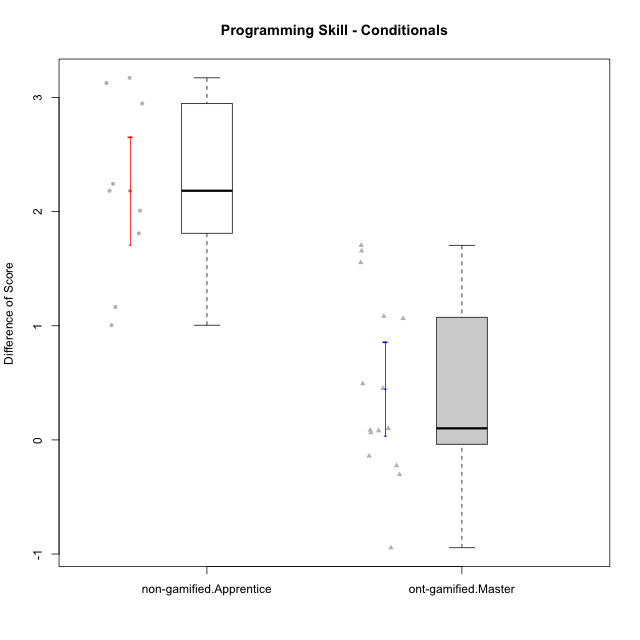 Programming Skill - Conditionals
Difference of Score
3
2
1
0
-1
non-gamified.Apprentice
ont-gamified.Master